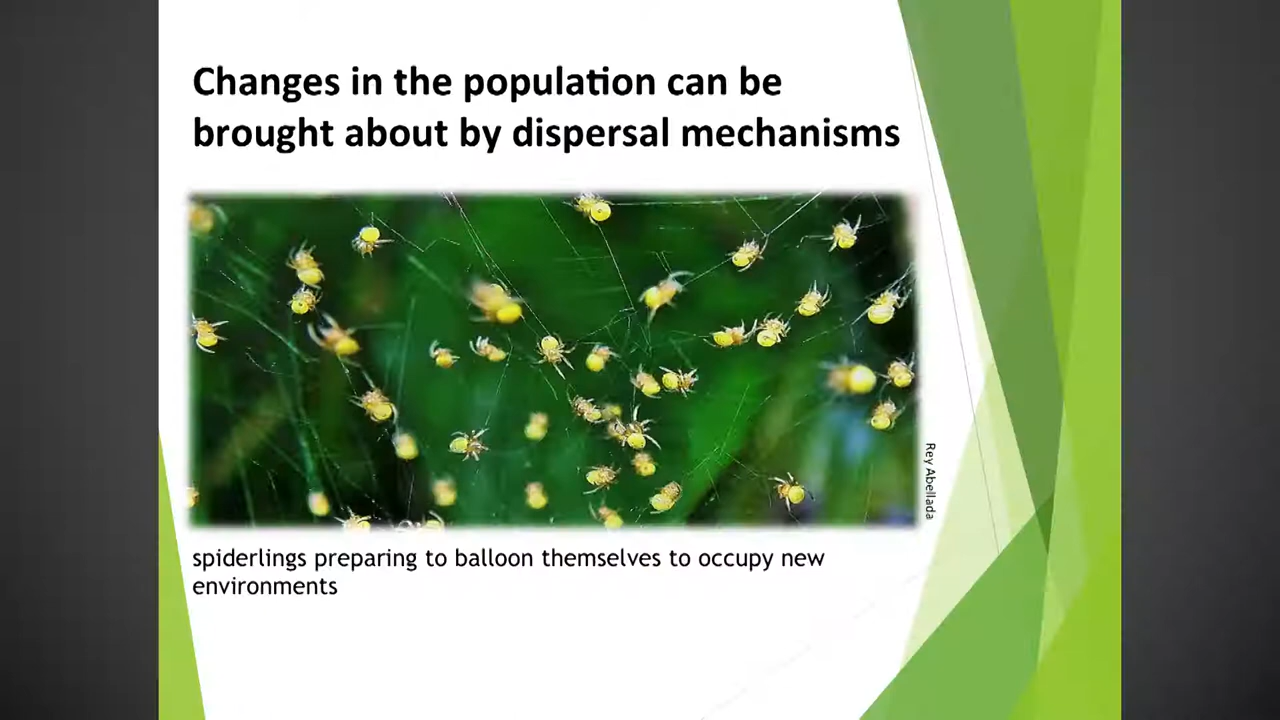 Changes in the population can be
brought about by dispersal mechanisms
Rey Abellada
spiderlings preparing to balloon themselves to occupy new
environments